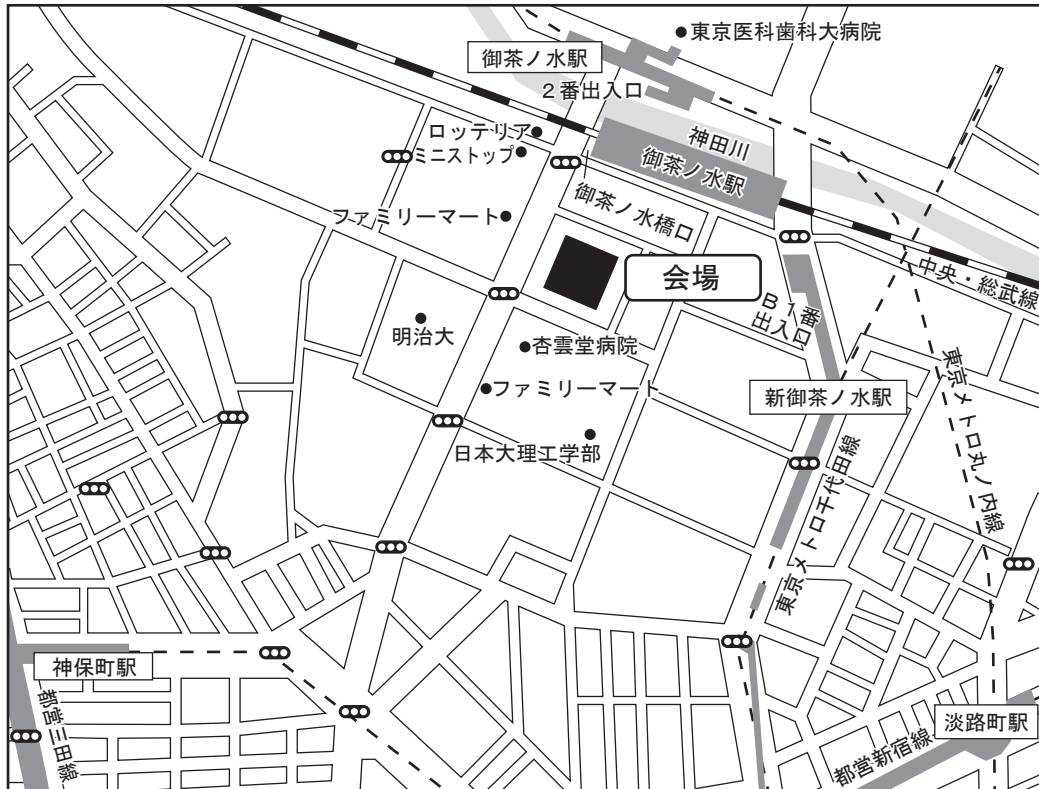 東京医科歯科大病院
御茶ノ水駅
2番出入口
ロッテリア
ミニストップ
神田川
御茶ノ水駅
ファミリーマート
御茶ノ水橋口
会場
中央・総武線
B1番
出入口
明治大
杏雲堂病院
ファミリーマート
新御茶ノ水駅
東京メトロ丸ノ内線
日本大理工学部
東京メトロ千代田線
神保町駅
都営三田線
淡路町駅
都営新宿線